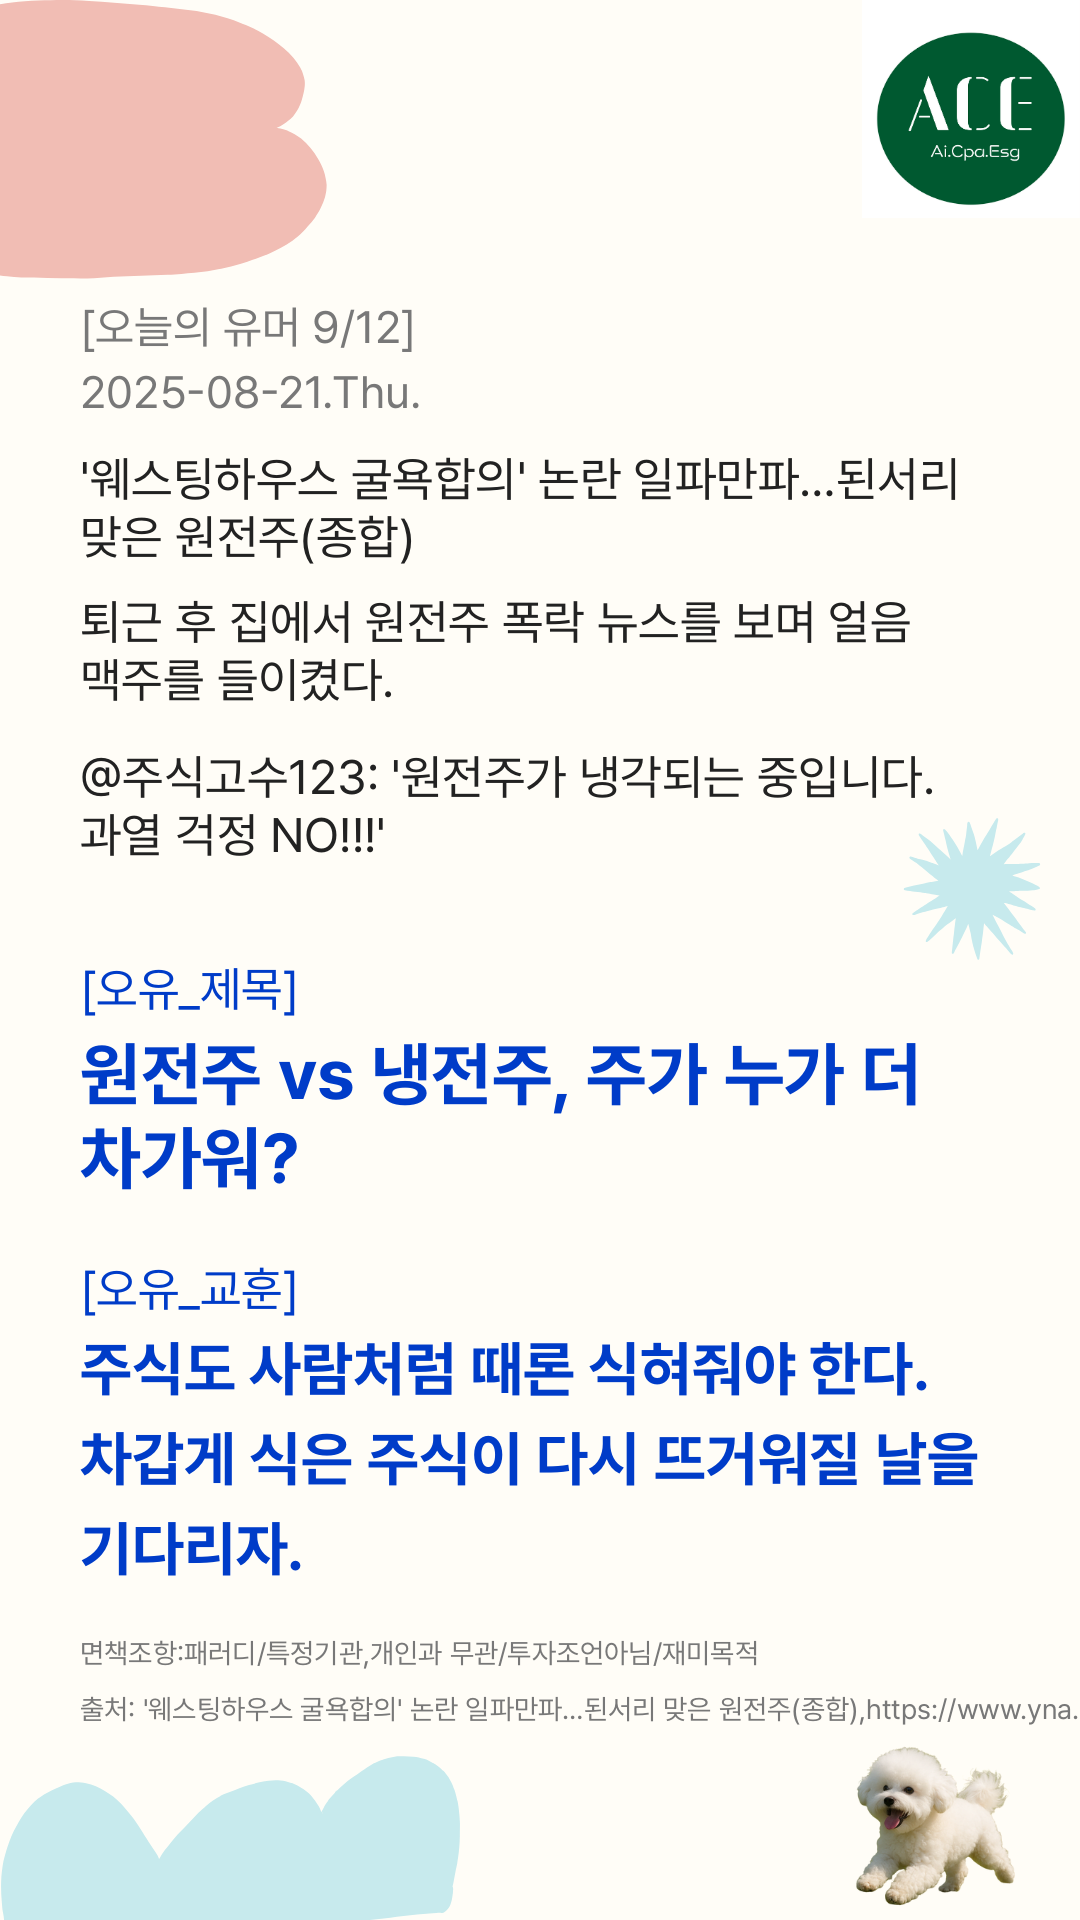 ACE
Ai.Cpa.Esg
[오늘의 유머 9/12]
2025-08-21.Thu.
'웨스팅하우스 굴욕합의' 논란 일파만파…된서리
맞은 원전주(종합)
퇴근 후 집에서 원전주 폭락 뉴스를 보며 얼음
맥주를 들이켰다.
@주식고수123: '원전주가 냉각되는 중입니다.
과열 걱정 NO!!!'
[오유_제목]
원전주 vs 냉전주, 주가 누가 더
차가워?
[오유_교훈]
주식도 사람처럼 때론 식혀줘야 한다.
차갑게 식은 주식이 다시 뜨거워질 날을
기다리자.
면책조항:패러디/특정기관,개인과 무관/투자조언아님/재미목적
출처: '웨스팅하우스 굴욕합의' 논란 일파만파…된서리 맞은 원전주(종합),https://www.yna.